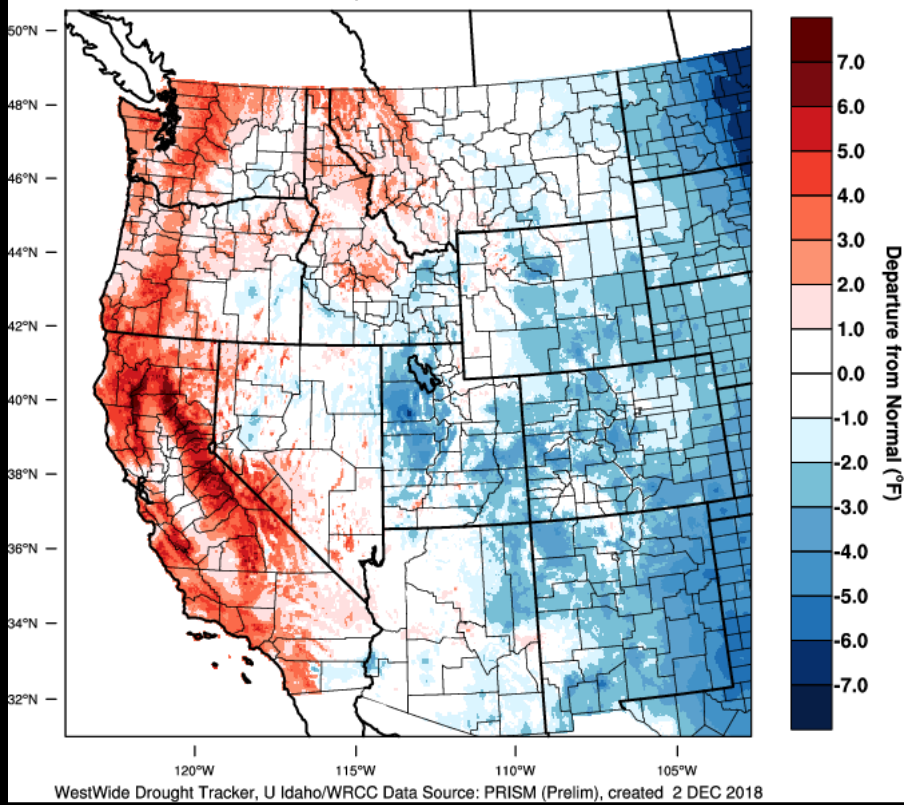 50°N
48°N
46°N
44°N
42°N
40°N
38°N
36°N
34°N
32°N
120°W 115°W 110°W 105°W
7.0
6.0
5.0
4.0
3.0
2.0
1.0
0.0
-1.0
-2.0
-3.0
-4.0
-5.0
-6.0
-7.0
Departure from Normal (°F)
WestWide Drought Tracker, U Idaho/WRCC Data Source: PRISM (Prelim), created 2 DEC 2018